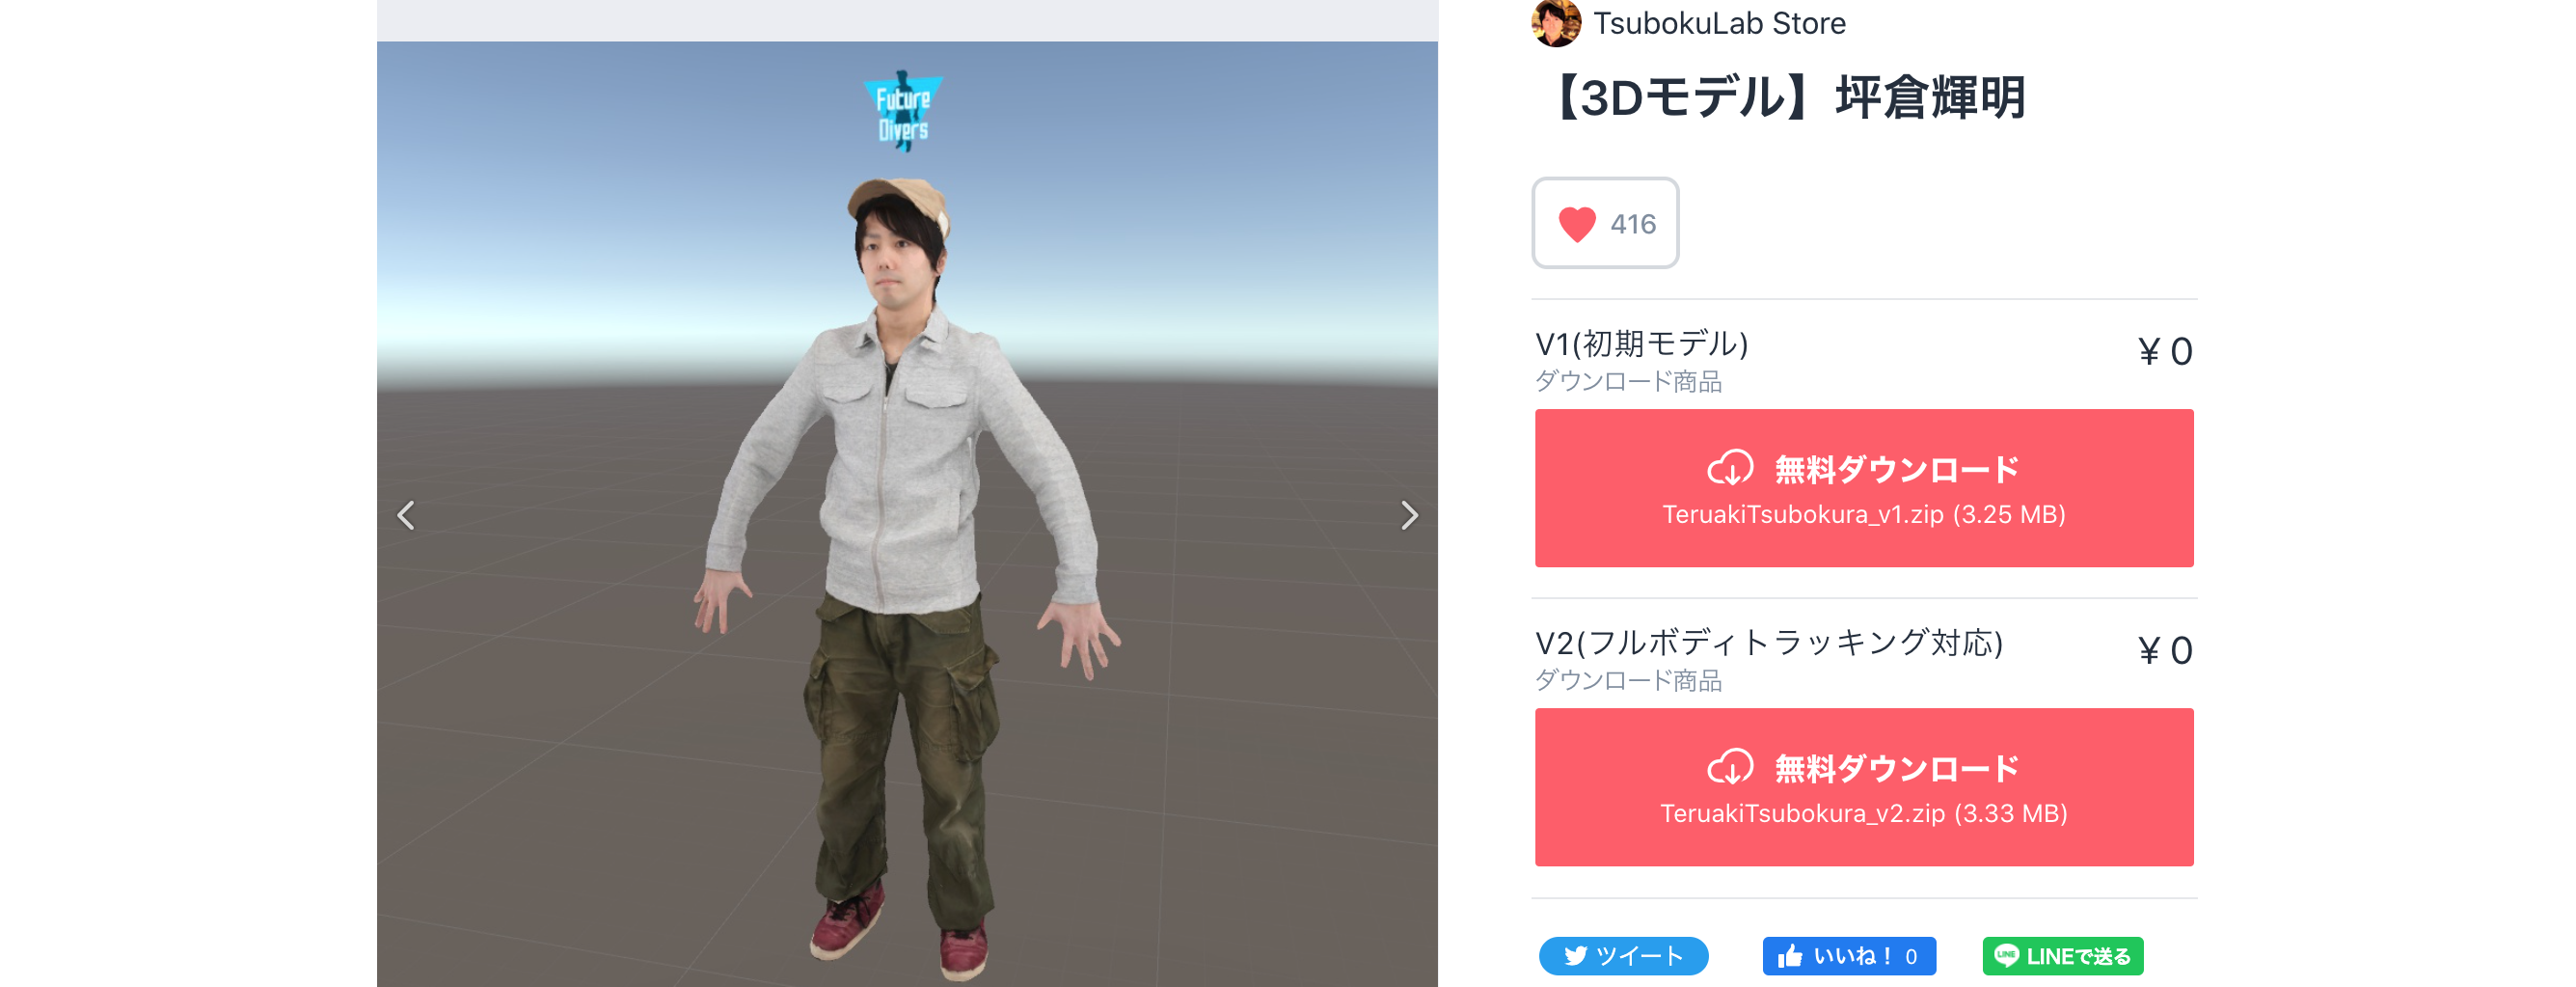 Future
Divers
TsubokuLab Store
【3Dモデル】坪倉輝明
416
V1(初期モデル)
¥ 0
ダウンロード商品
無料ダウンロード
TeruakiTsubokura_v1.zip (3.25 MB)
V2(フルボディトラッキング対応)
¥ 0
ダウンロード商品
無料ダウンロード
TeruakiTsubokura_v2.zip (3.33 MB)
ツイート
いいね！ 0
LINE LINEで送る